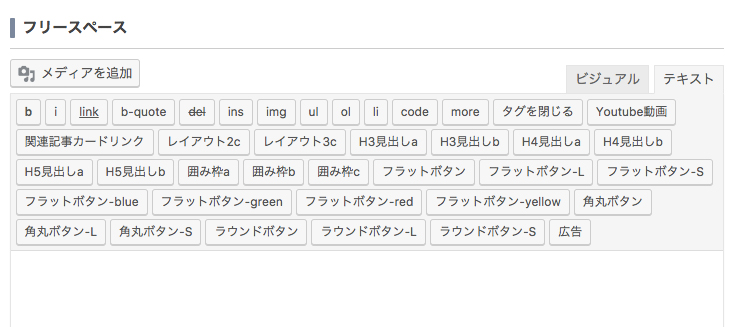 フリースペース
メディアを追加
ビジュアル テキスト
b i link b-quote del ins img ul ol li code more タグを閉じる Youtube動画
関連記事カードリンク レイアウト2c レイアウト3c H3見出しa H3見出しb H4見出しa H4見出しb
H5見出しa H5見出しb 囲み枠a 囲み枠b 囲み枠c フラットボタン フラットボタン-L フラットボタン-S
フラットボタン-blue フラットボタン-green フラットボタン-red フラットボタン-yellow 角丸ボタン
角丸ボタン-L 角丸ボタン-S ラウンドボタン ラウンドボタン-L ラウンドボタン-S 広告